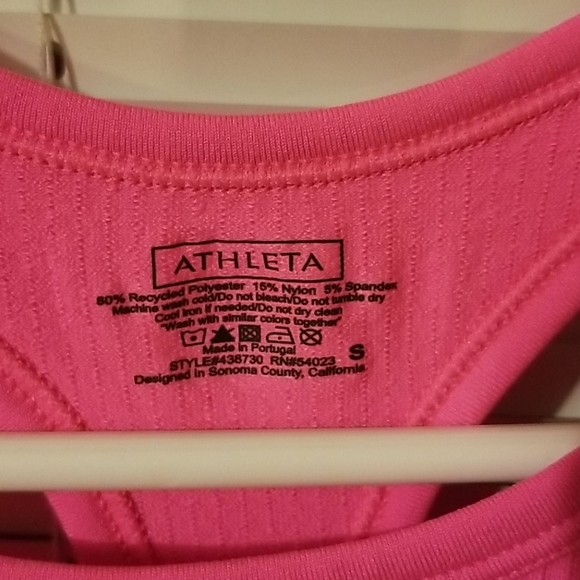 ATHLETA
80% Recycled Polyester 15% Nylon 5% Spandex
Machine wash cold/Do not bleach/Do not tumble dry
Cool iron if needed/Do not dry clean
"Wash with similar colors together"
Made in Portugal
STYLE#436730 RN#54023 S
Designed in Sonoma County, California